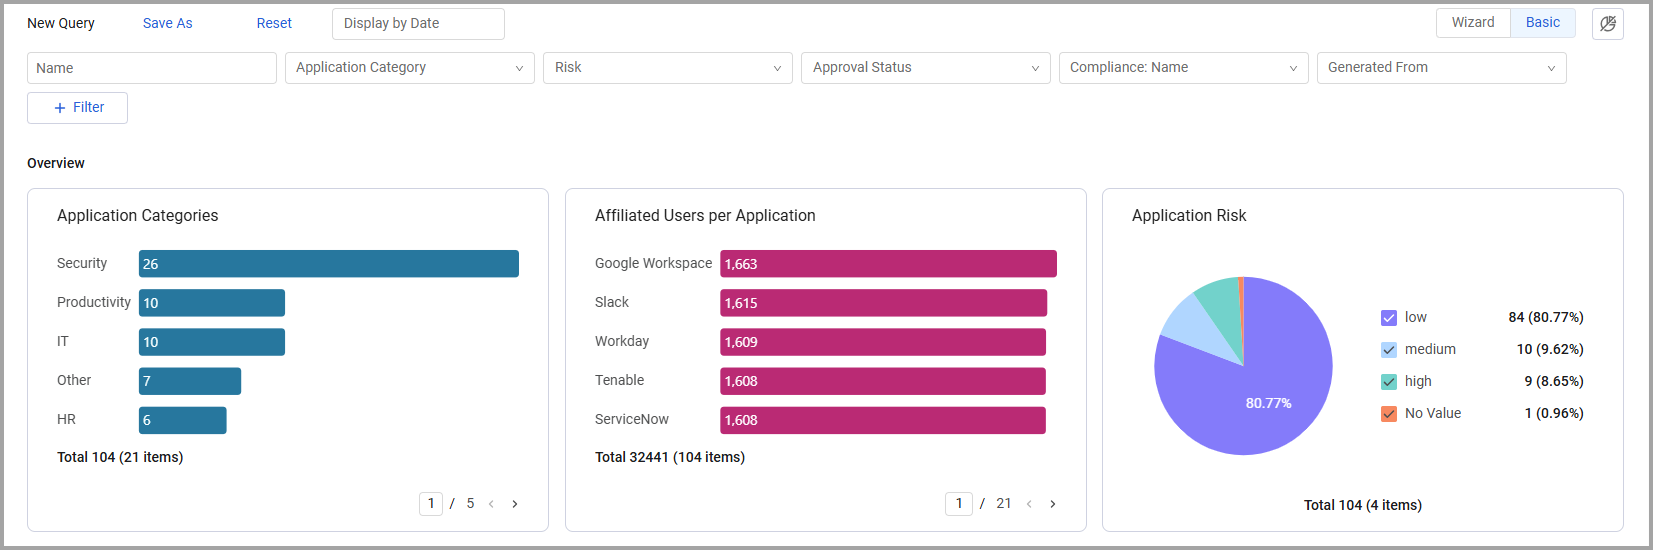 New Query Save As Reset Display by Date Wizard Basic
Name Application Category Risk Approval Status Compliance: Name Generated From
+ Filter
Overview
Application Categories
Security 26
Productivity 10
IT 10
Other 7
HR 6
Total 104 (21 items)
1 / 5 < >
Affiliated Users per Application
Google Workspace 1,663
Slack 1,615
Workday 1,609
Tenable 1,608
ServiceNow 1,608
Total 32441 (104 items)
1 / 21 < >
Application Risk
80.77%
low 84 (80.77%)
medium 10 (9.62%)
high 9 (8.65%)
No Value 1 (0.96%)
Total 104 (4 items)